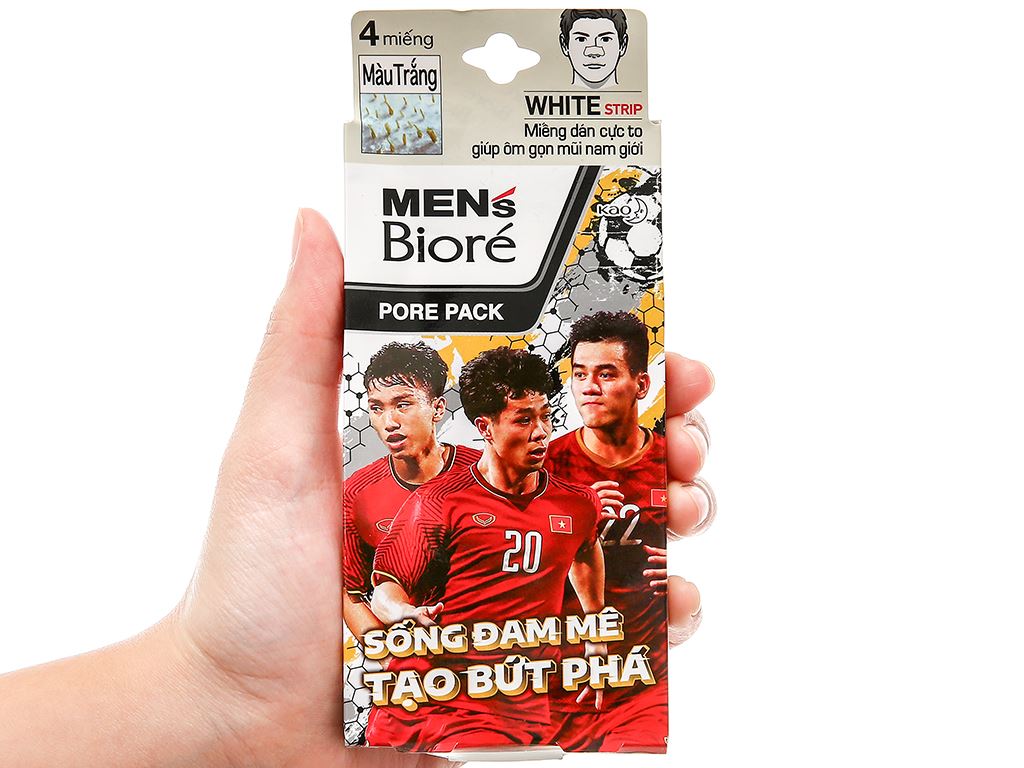 4 miếng
Màu Trắng
WHITE STRIP
Miếng dán cực to
giúp ôm gọn mũi nam giới
MEN's
Bioré
Kao
PORE PACK
20
22
SỐNG ĐAM MÊ
TẠO BỨT PHÁ